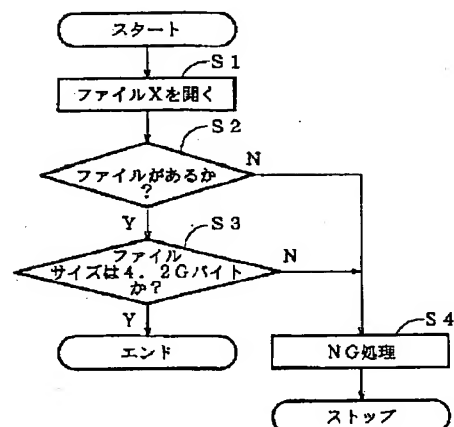 スタート
S1
ファイルXを開く
S2
ファイルがあるか
?
N
Y
S3
ファイル
サイズは4.2Gバイト
か?
N
Y
エンド
S4
NG処理
ストップ